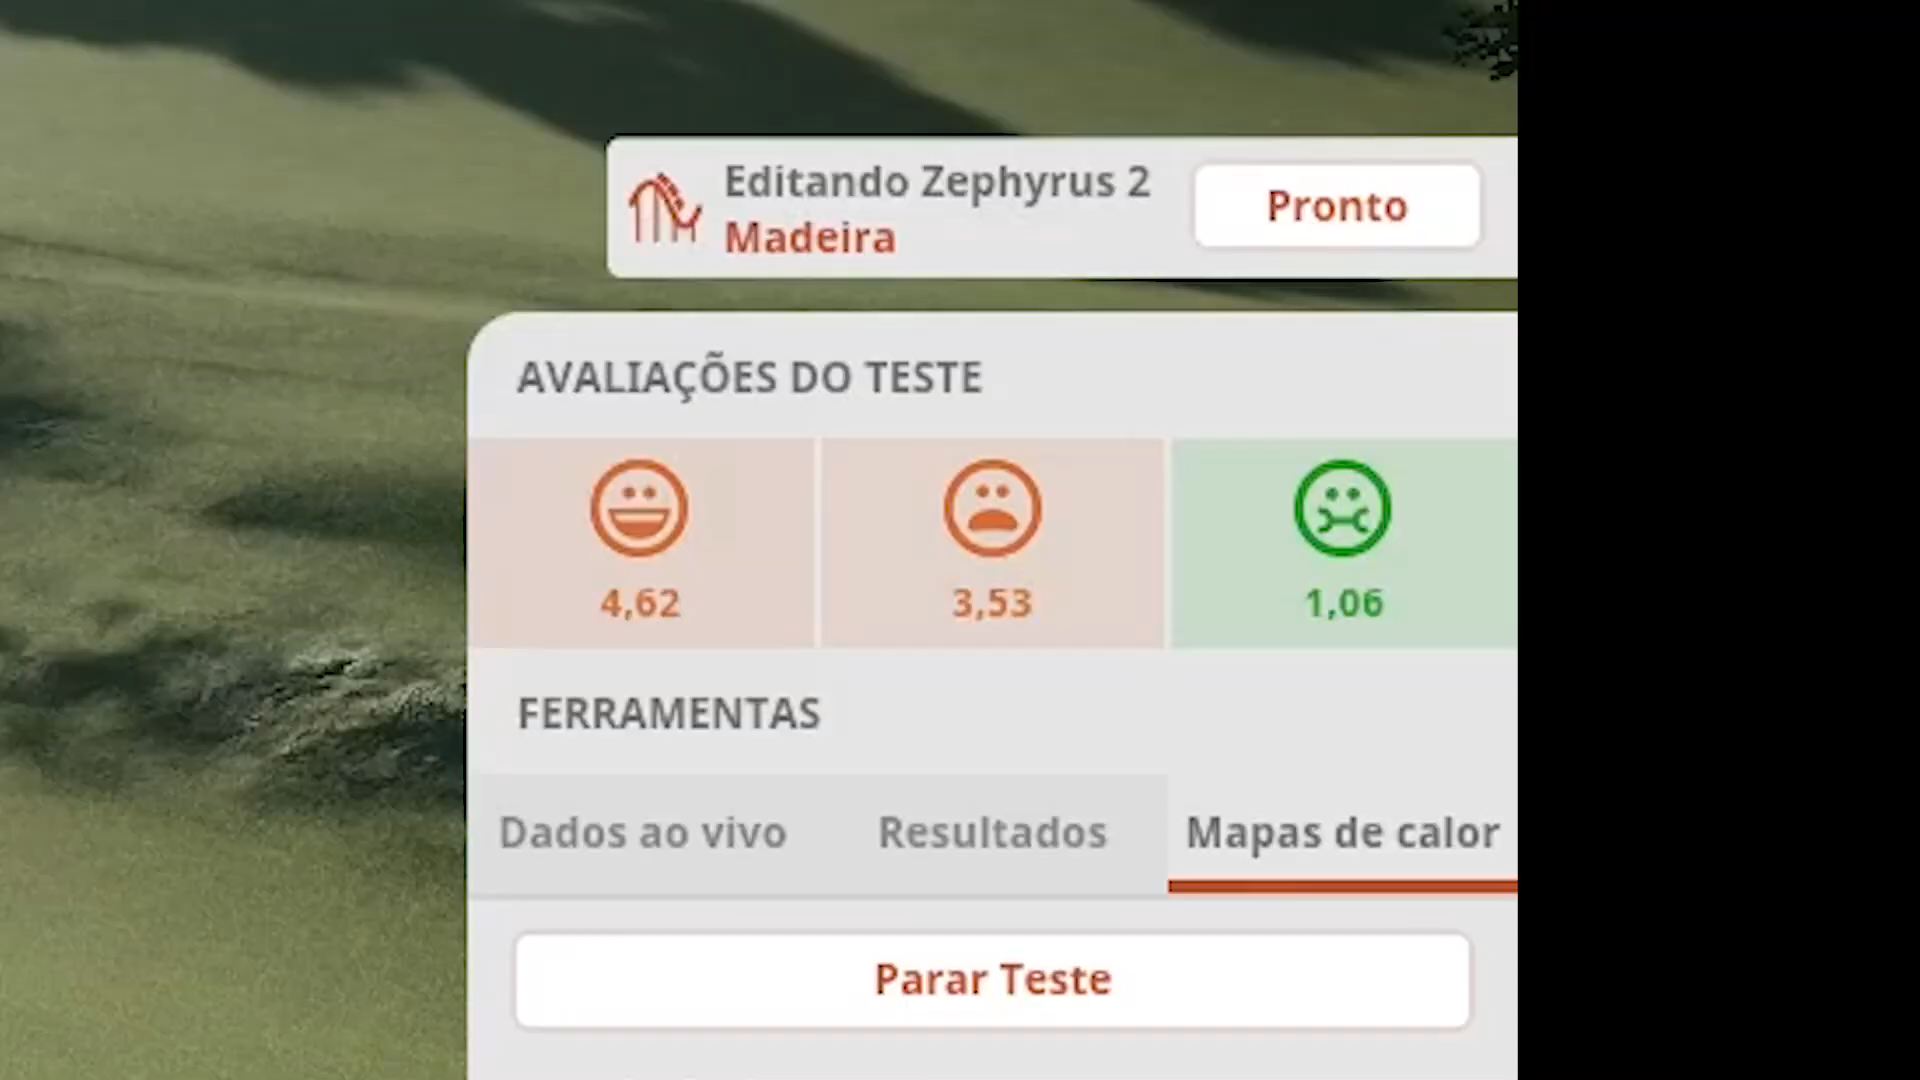 Editando Zephyrus 2
Madeira
Pronto
AVALIAÇÕES DO TESTE
4,62
3,53
1,06
FERRAMENTAS
Dados ao vivo
Resultados
Mapas de calor
Parar Teste